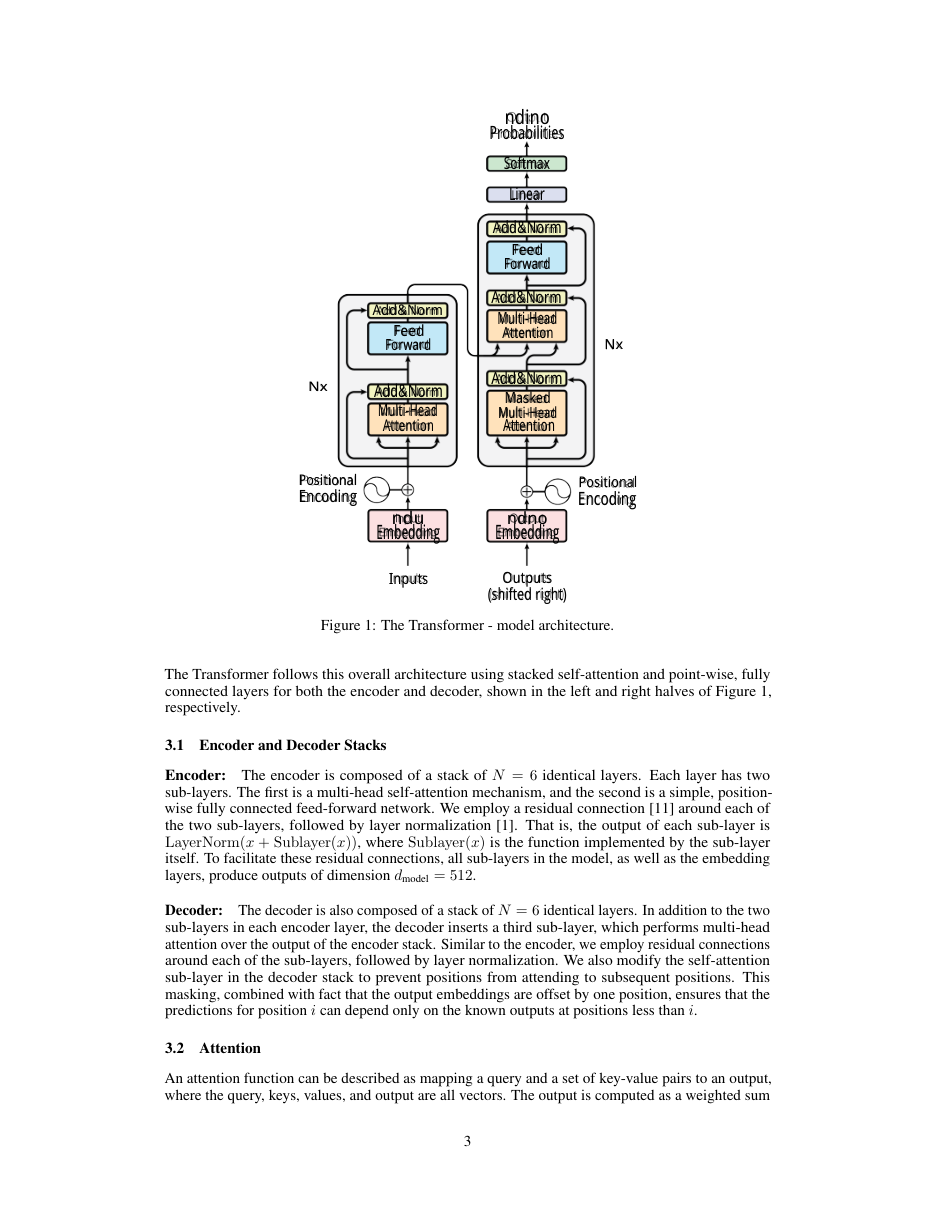 Probabilities
Softmax
Linear
Add & Norm
Feed
Forward
Add & Norm
Multi-Head
Attention
Add & Norm
Masked
Multi-Head
Attention
Nx
Add & Norm
Feed
Forward
Add & Norm
Multi-Head
Attention
Nx
Positional
Encoding
Positional
Encoding
Embedding
Embedding
Inputs
Outputs
(shifted right)
Figure 1: The Transformer - model architecture.
The Transformer follows this overall architecture using stacked self-attention and point-wise, fully
connected layers for both the encoder and decoder, shown in the left and right halves of Figure 1,
respectively.
3.1 Encoder and Decoder Stacks
Encoder: The encoder is composed of a stack of N = 6 identical layers. Each layer has two
sub-layers. The first is a multi-head self-attention mechanism, and the second is a simple, position-
wise fully connected feed-forward network. We employ a residual connection [11] around each of
the two sub-layers, followed by layer normalization [1]. That is, the output of each sub-layer is
LayerNorm(x + Sublayer(x)), where Sublayer(x) is the function implemented by the sub-layer
itself. To facilitate these residual connections, all sub-layers in the model, as well as the embedding
layers, produce outputs of dimension d_model = 512.
Decoder: The decoder is also composed of a stack of N = 6 identical layers. In addition to the two
sub-layers in each encoder layer, the decoder inserts a third sub-layer, which performs multi-head
attention over the output of the encoder stack. Similar to the encoder, we employ residual connections
around each of the sub-layers, followed by layer normalization. We also modify the self-attention
sub-layer in the decoder stack to prevent positions from attending to subsequent positions. This
masking, combined with fact that the output embeddings are offset by one position, ensures that the
predictions for position i can depend only on the known outputs at positions less than i.
3.2 Attention
An attention function can be described as mapping a query and a set of key-value pairs to an output,
where the query, keys, values, and output are all vectors. The output is computed as a weighted sum
3